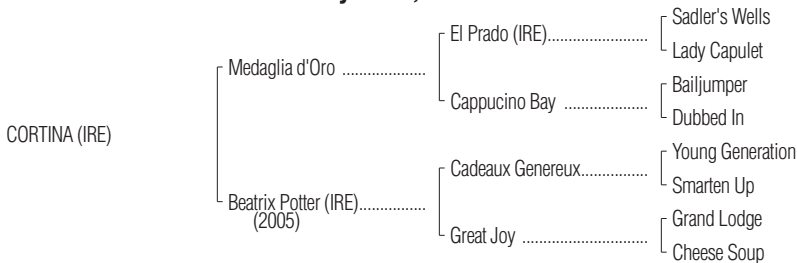 Sadler's Wells
El Prado (IRE)......................
Lady Capulet
Medaglia d'Oro ....................
Bailjumper
Cappucino Bay ....................
Dubbed In
CORTINA (IRE)
Young Generation
Cadeaux Genereux................
Smarten Up
Beatrix Potter (IRE)................
(2005)
Grand Lodge
Great Joy ..............................
Cheese Soup